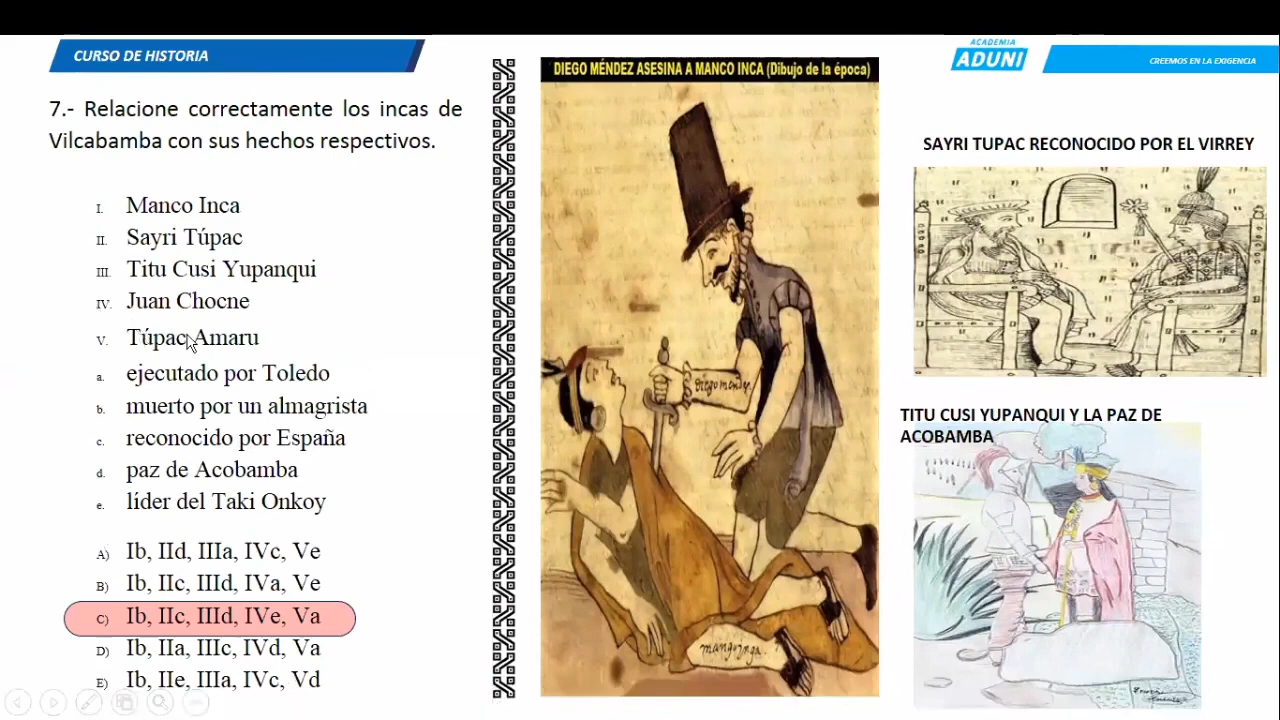 CURSO DE HISTORIA
ACADEMIA
ADUNI
CREEMOS EN LA EXIGENCIA
7.- Relacione correctamente los incas de
Vilcabamba con sus hechos respectivos.
I. Manco Inca
II. Sayri Túpac
III. Titu Cusi Yupanqui
IV. Juan Chocne
V. Túpac Amaru
a. ejecutado por Toledo
b. muerto por un almagrista
c. reconocido por España
d. paz de Acobamba
e. líder del Taki Onkoy
A) Ib, IId, IIIa, IVc, Ve
B) Ib, IIc, IIId, IVa, Ve
C) Ib, IIc, IIId, IVe, Va
D) Ib, IIa, IIIc, IVd, Va
E) Ib, IIe, IIIa, IVc, Vd
DIEGO MÉNDEZ ASESINA A MANCO INCA (Dibujo de la época)
diego mendez
mangoynga.
SAYRI TUPAC RECONOCIDO POR EL VIRREY
TITU CUSI YUPANQUI Y LA PAZ DE
ACOBAMBA